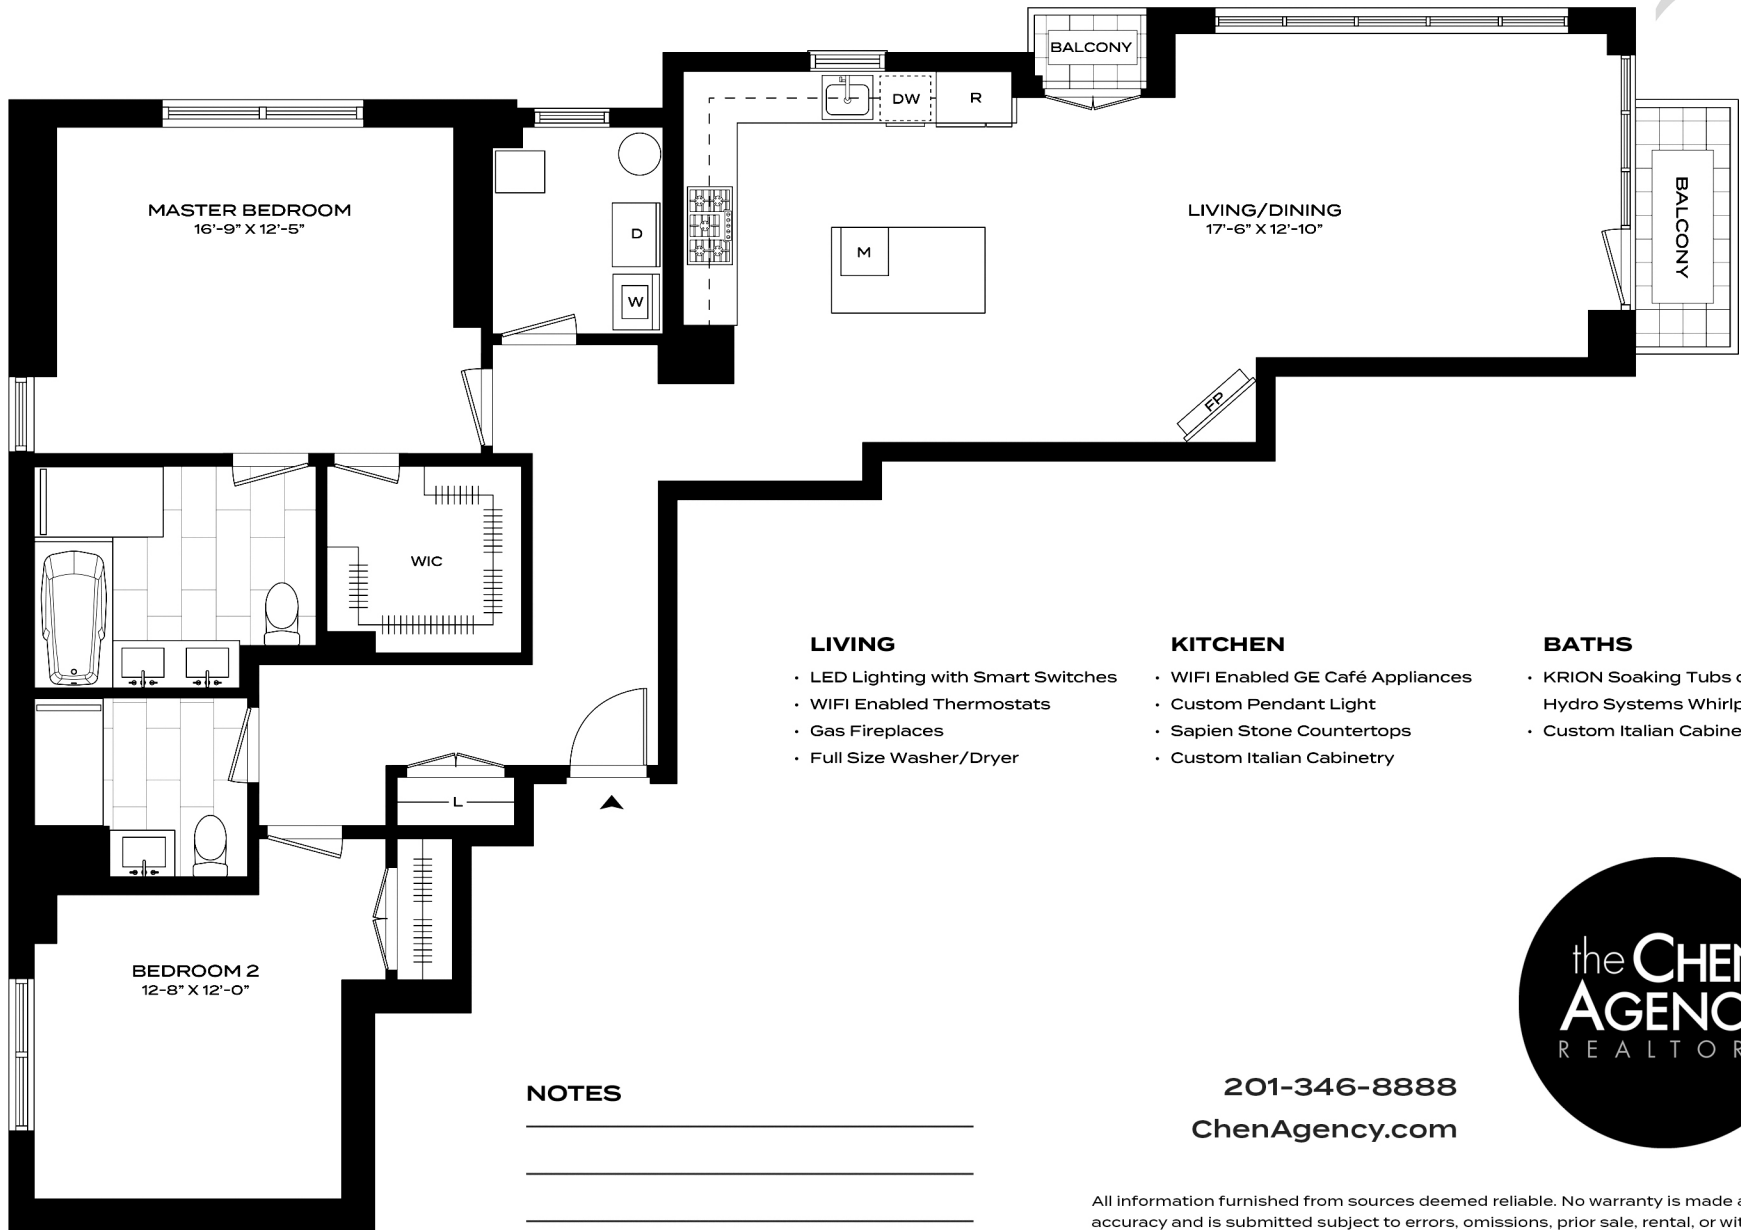 BALCONY
DW
R
MASTER BEDROOM
16'-9" X 12'-5"
D
W
M
LIVING/DINING
17'-6" X 12'-10"
BALCONY
FP
WIC
L
BEDROOM 2
12-8" X 12'-0"
LIVING
• LED Lighting with Smart Switches
• WIFI Enabled Thermostats
• Gas Fireplaces
• Full Size Washer/Dryer
KITCHEN
• WIFI Enabled GE Café Appliances
• Custom Pendant Light
• Sapien Stone Countertops
• Custom Italian Cabinetry
BATHS
• KRION Soaking Tubs
Hydro Systems
• Custom Italian
NOTES
201-346-8888
ChenAgency.com
the CHEN
AGENC
REALTOR
All information furnished from sources deemed reliable. No warranty is made
accuracy and is submitted subject to errors, omissions, prior sale, rental, or